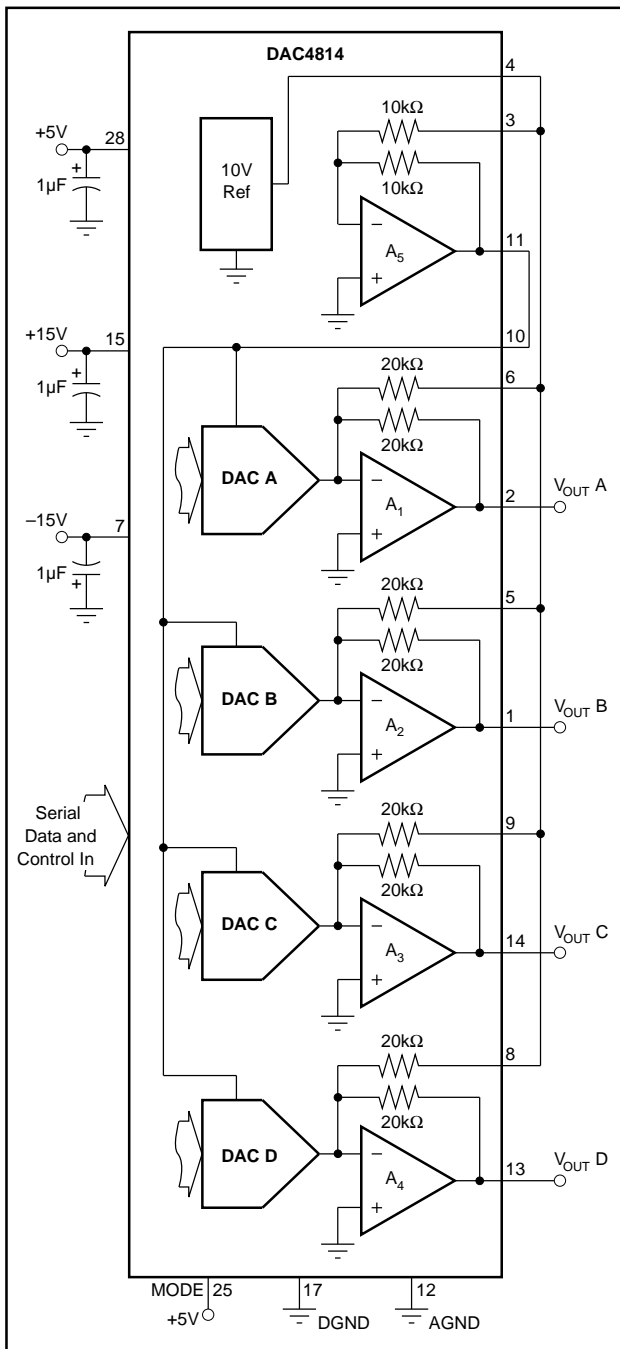 DAC4814
4
+5V
28
1µF
+
10V
Ref
10kΩ
3
10kΩ
–
A5
+
11
+15V
15
1µF
+
10
20kΩ
6
20kΩ
DAC A
–
A1
+
2
VOUT A
–15V
7
1µF
+
20kΩ
5
20kΩ
DAC B
–
A2
+
1
VOUT B
Serial
Data and
Control In
20kΩ
9
20kΩ
DAC C
–
A3
+
14
VOUT C
20kΩ
8
20kΩ
DAC D
–
A4
+
13
VOUT D
MODE 25
+5V
17
DGND
12
AGND